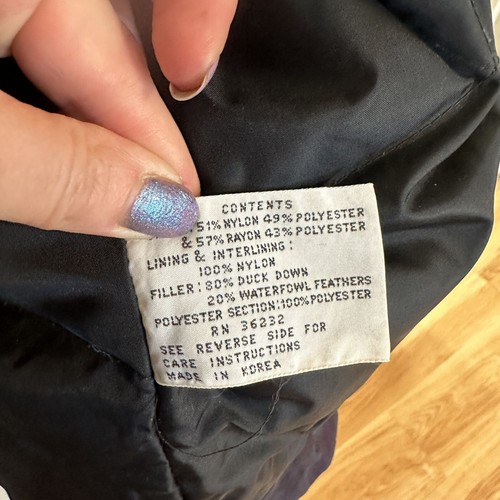 CONTENTS
51% NYLON 49% POLYESTER
& 57% RAYON 43% POLYESTER
LINING & INTERLINING:
100% NYLON
FILLER: 80% DUCK DOWN
20% WATERFOWL FEATHERS
POLYESTER SECTION: 100% POLYESTER
RN 36232
SEE REVERSE SIDE FOR
CARE INSTRUCTIONS
MADE IN KOREA